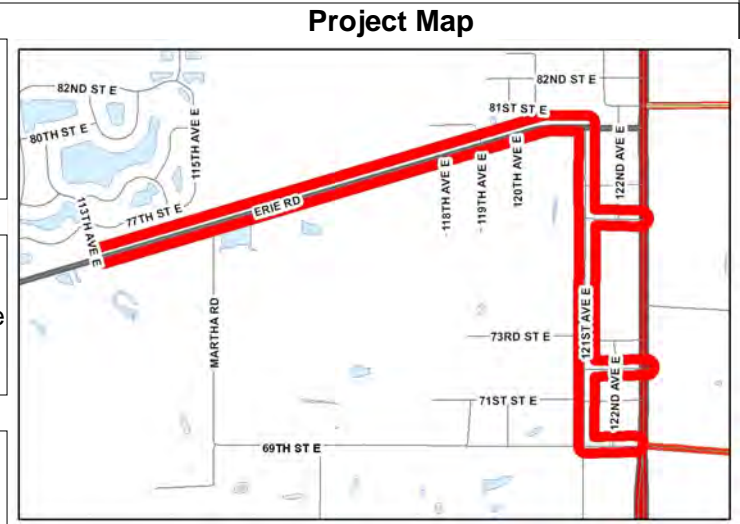 Project Map
82ND ST E
82ND ST E
81ST ST E
80TH ST E
115TH AVE E
122ND AVE E
120TH AVE E
119TH AVE E
118TH AVE E
113TH AVE E
77TH ST E
ERIE RD
e
MARTHA RD
121ST AVE E
73RD ST E
122ND AVE E
71ST ST E
69TH ST E